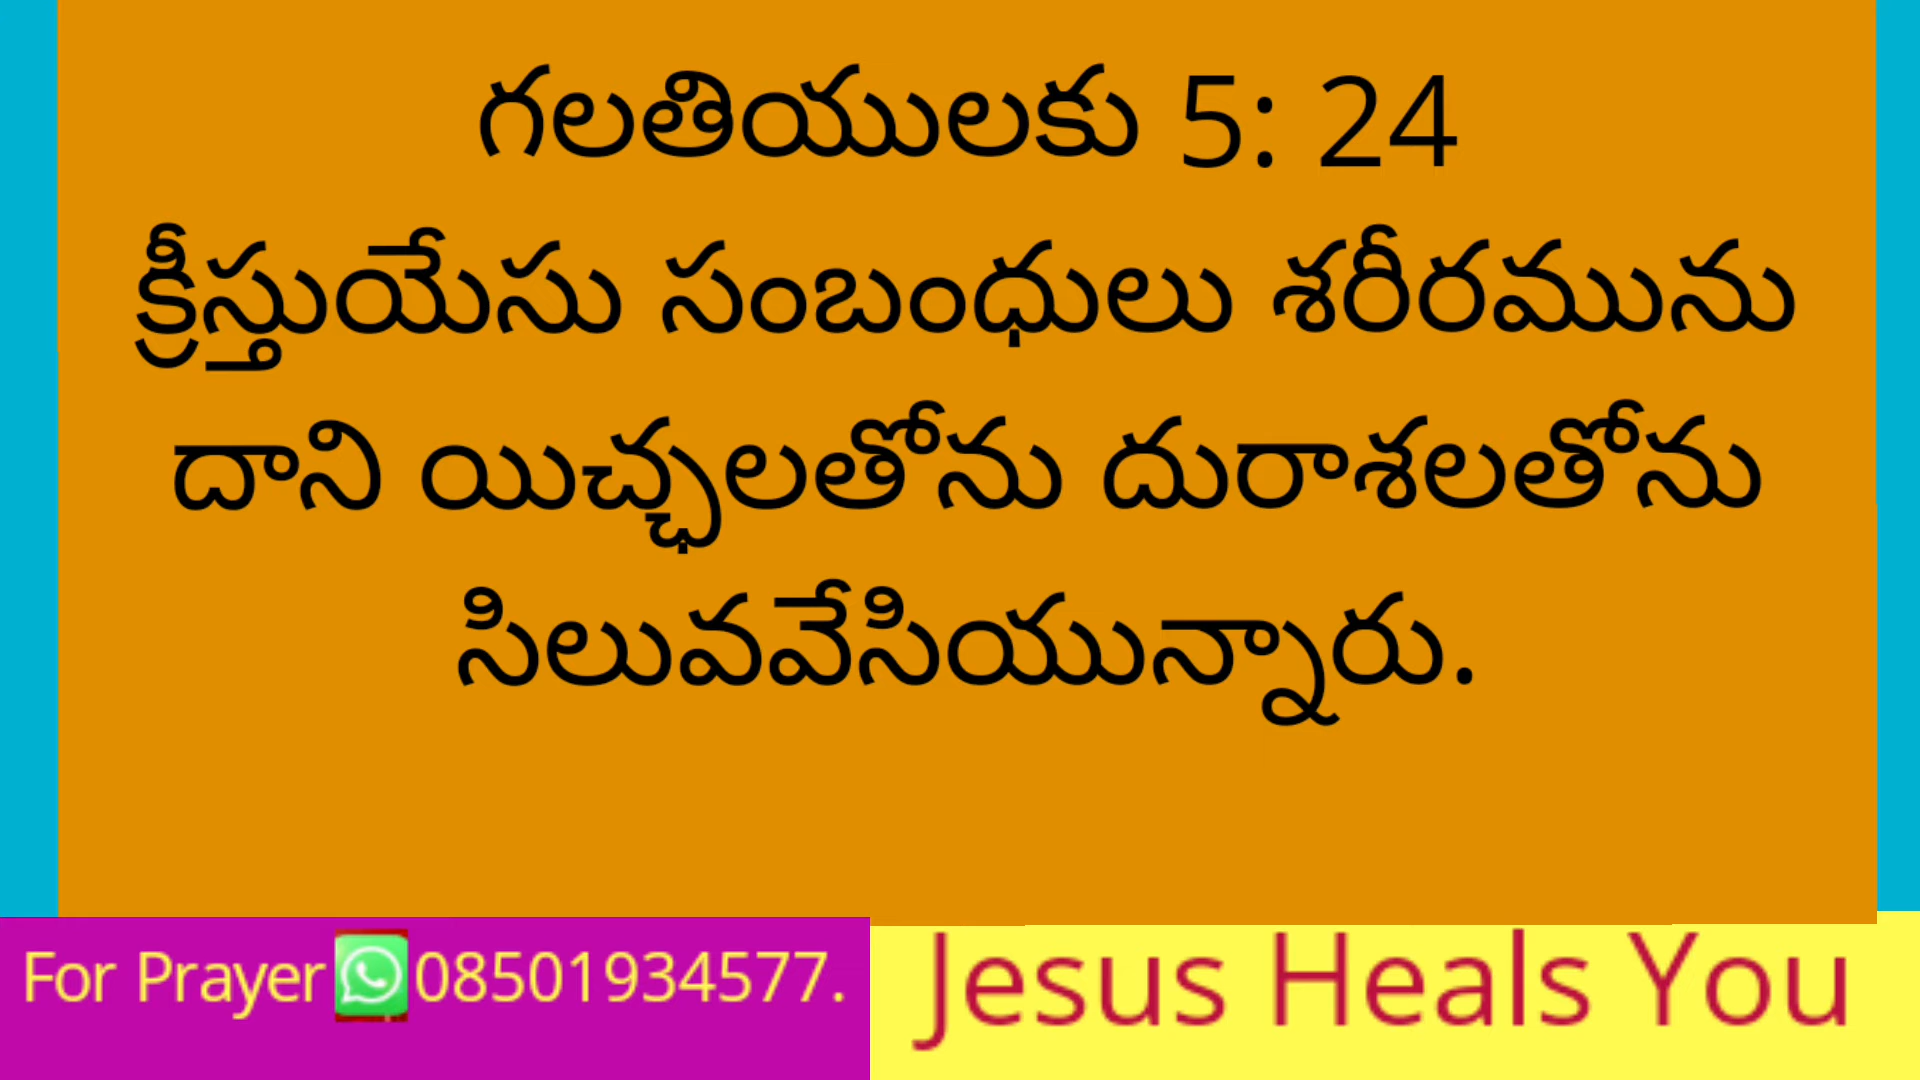 గలతియులకు 5: 24
క్రీస్తుయేసు సంబంధులు శరీరమును
దాని యిచ్ఛలతోను దురాశలతోను
సిలువవేసియున్నారు.
For Prayer 08501934577.
Jesus Heals You